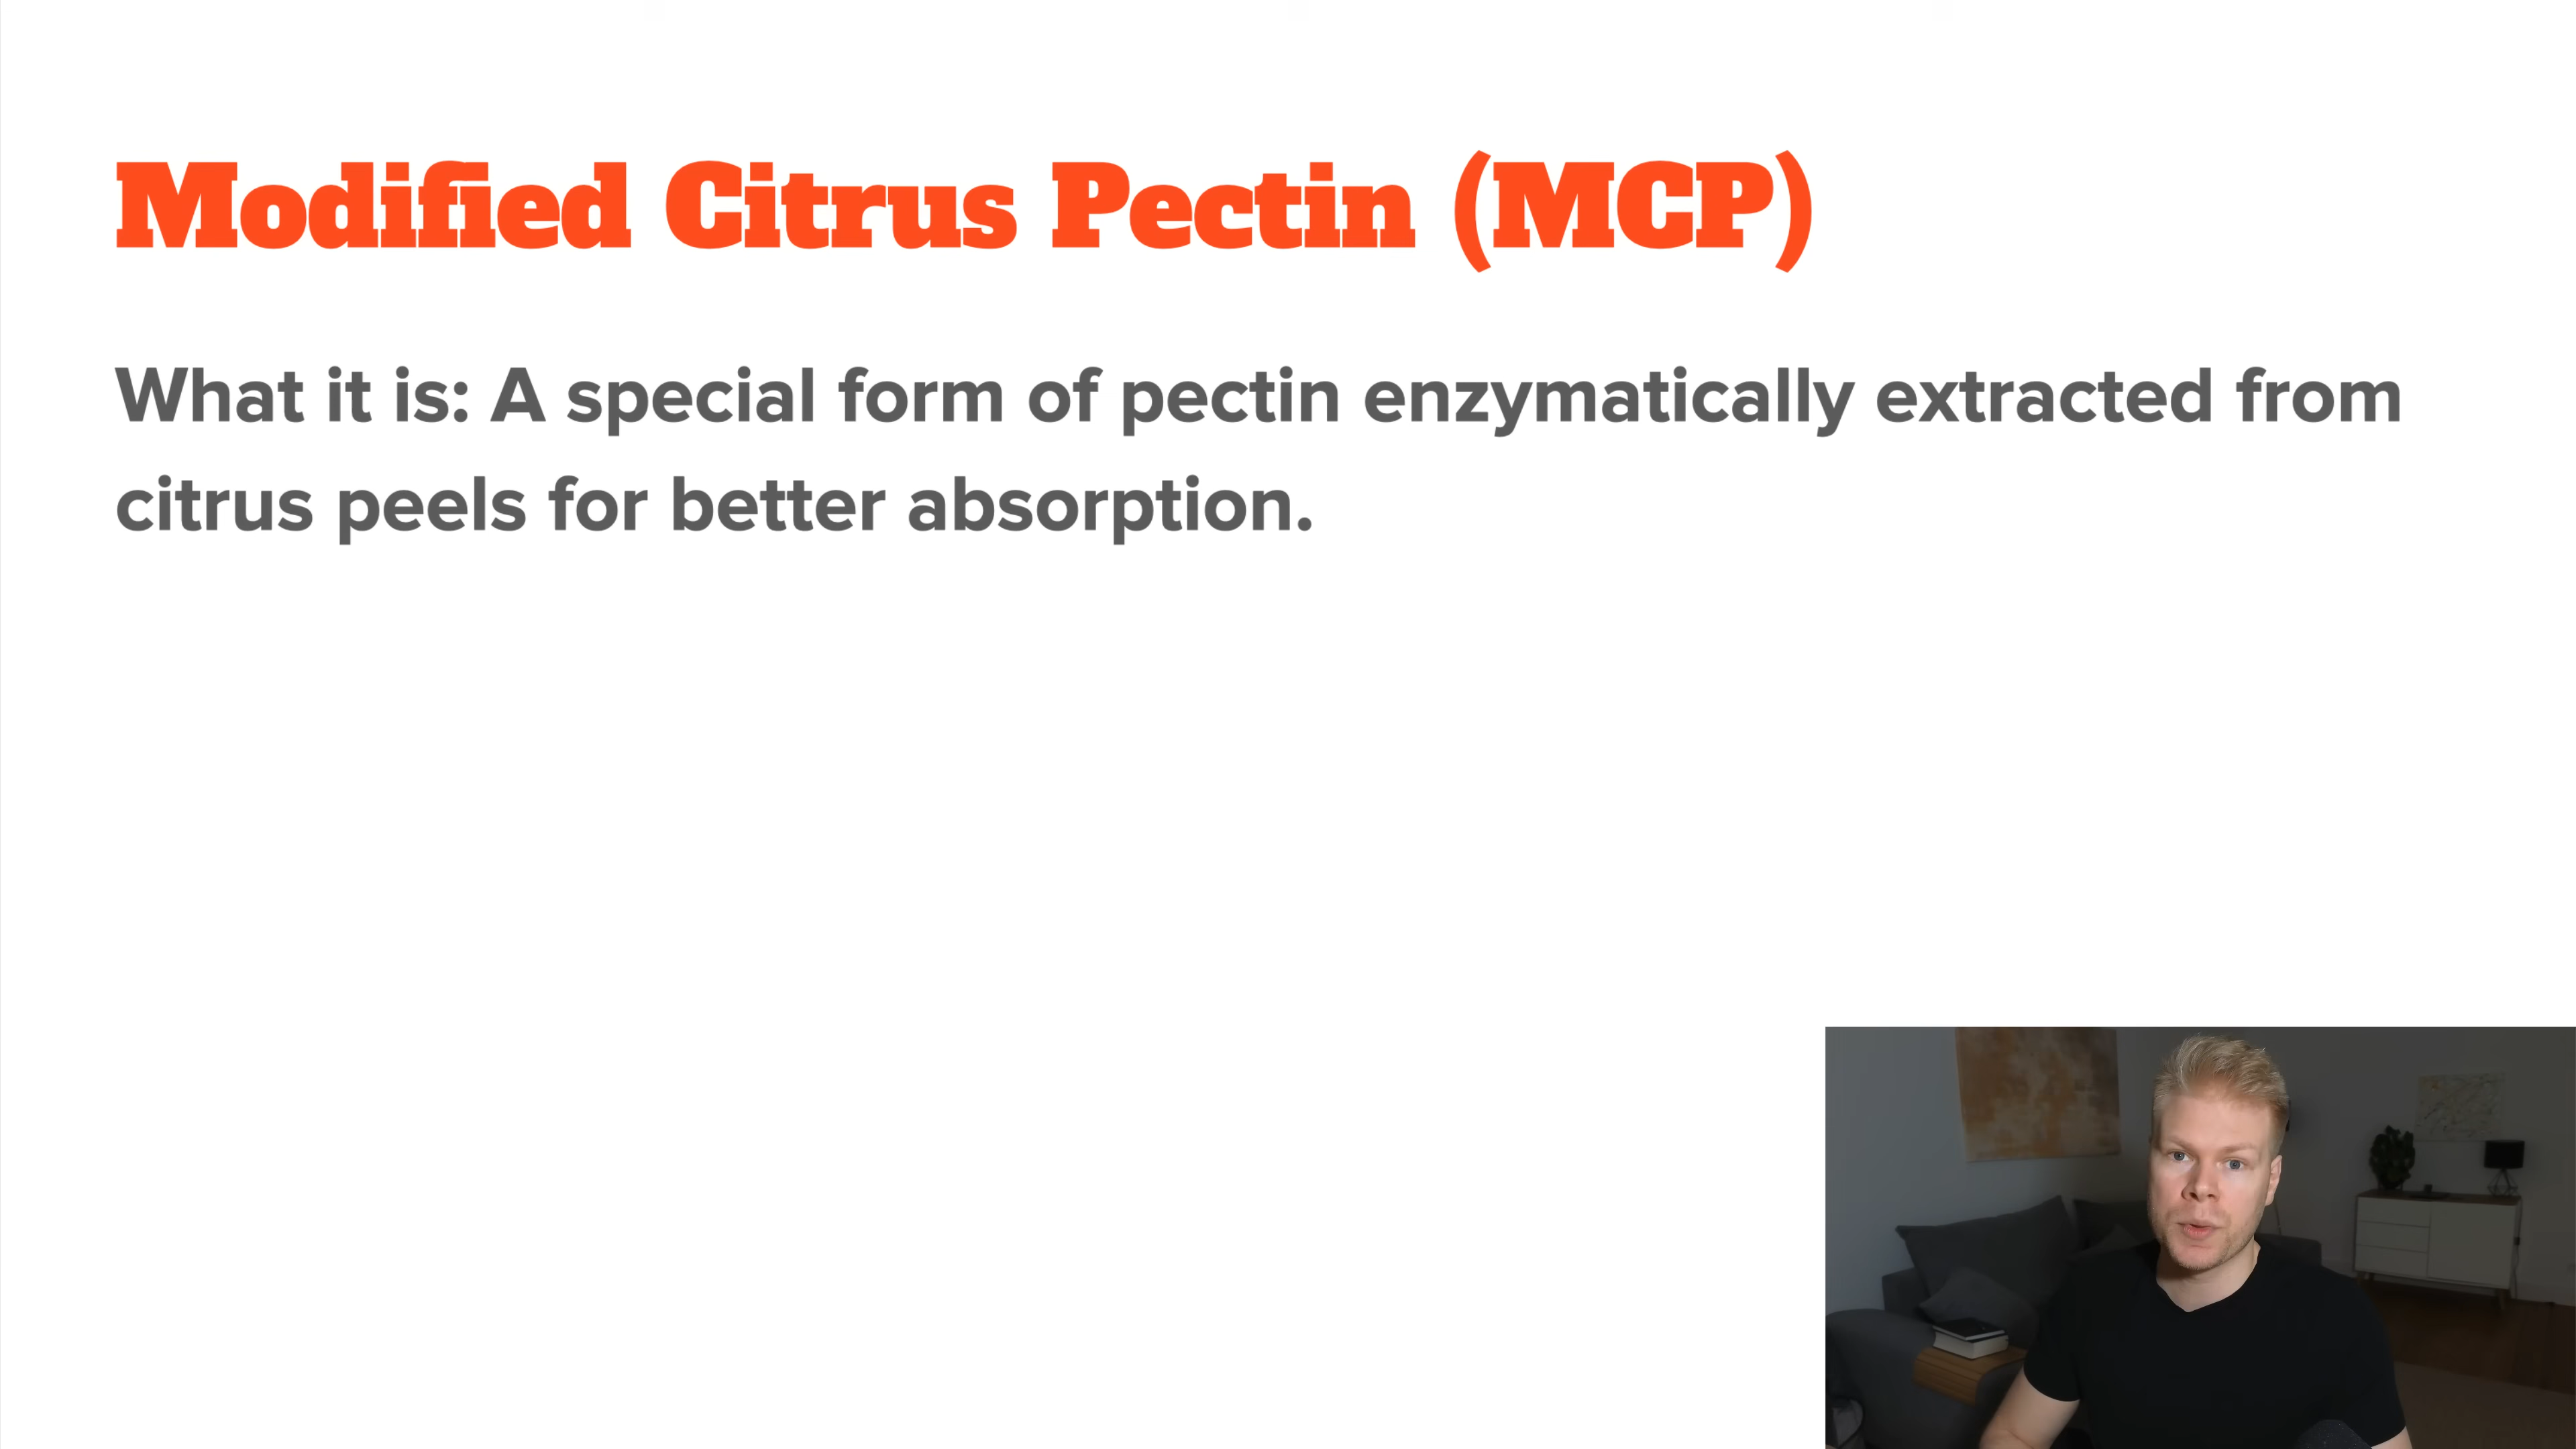 Modified Citrus Pectin (MCP)
What it is: A special form of pectin enzymatically extracted from
citrus peels for better absorption.